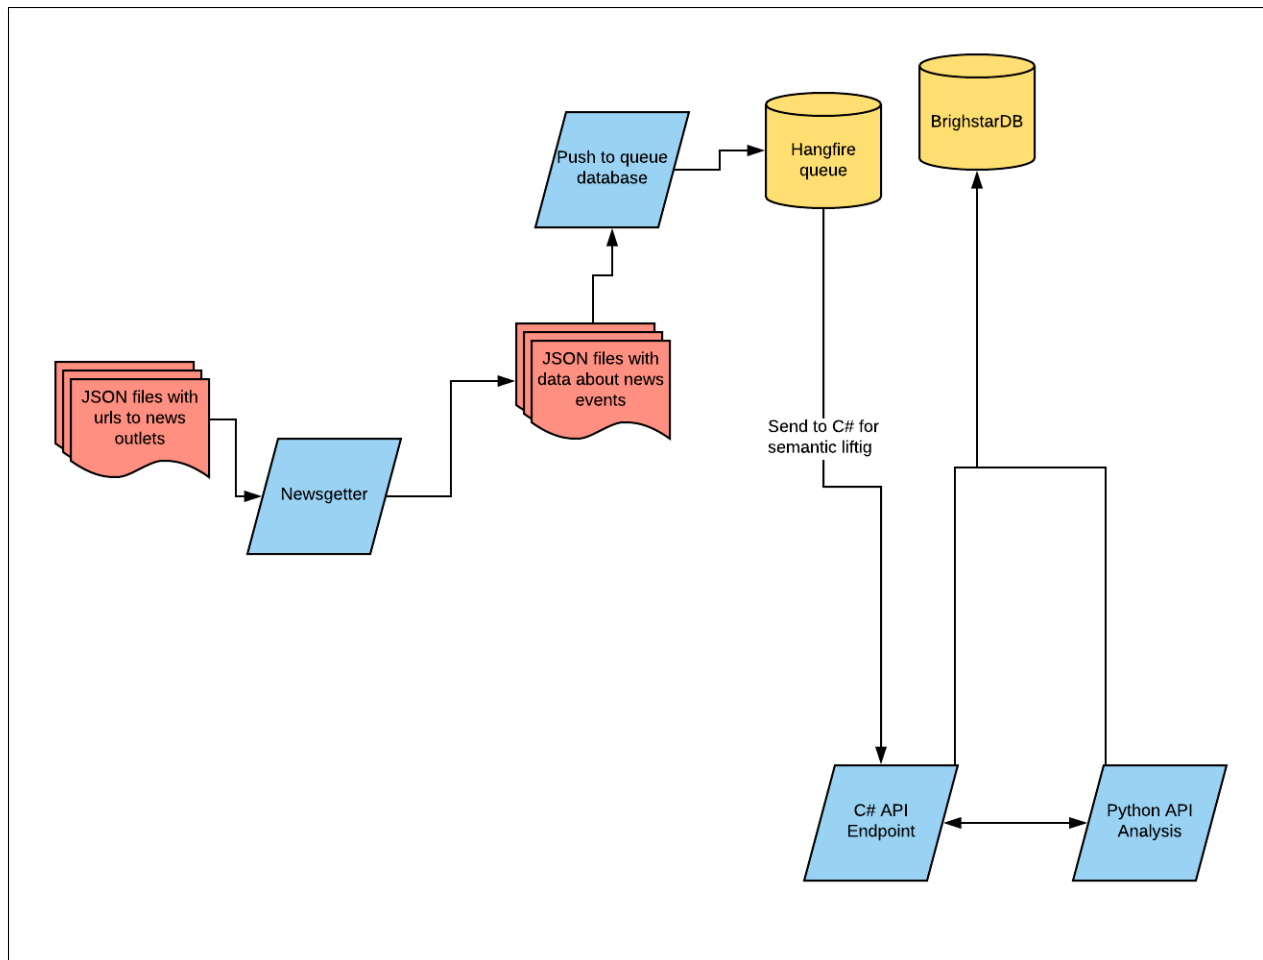 BrighstarDB
Hangfire
queue
Push to queue
database
JSON files with
data about news
events
JSON files with
urls to news
outlets
Newsgetter
Send to C# for
semantic liftig
C# API
Endpoint
Python API
Analysis